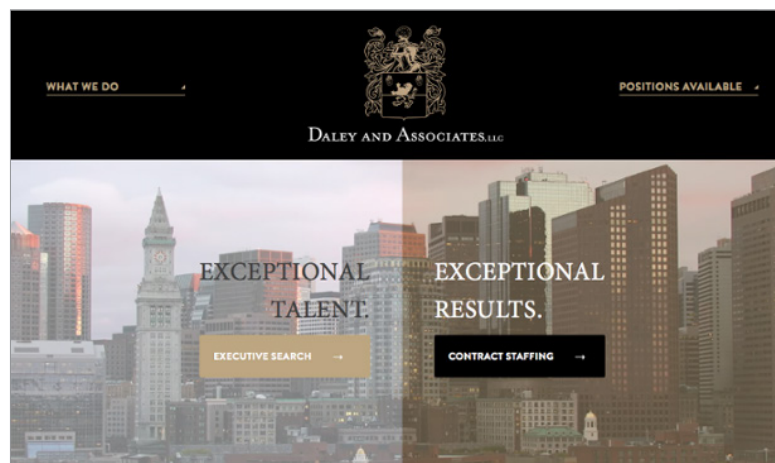 WHAT WE DO
POSITIONS AVAILABLE
DALEY AND ASSOCIATES, LLC
EXCEPTIONAL
TALENT.
EXECUTIVE SEARCH →
EXCEPTIONAL
RESULTS.
CONTRACT STAFFING →